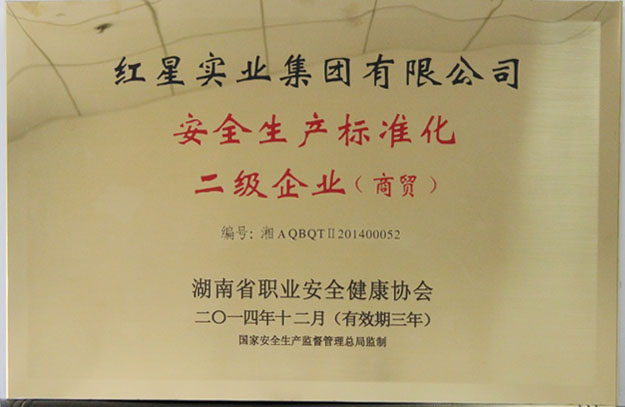 红星实业集团有限公司
安全生产标准化
二级企业(商贸)
编号:湘AQBQTⅡ201400052
湖南省职业安全健康协会
二〇一四年十二月(有效期三年)
国家安全生产监督管理总局监制